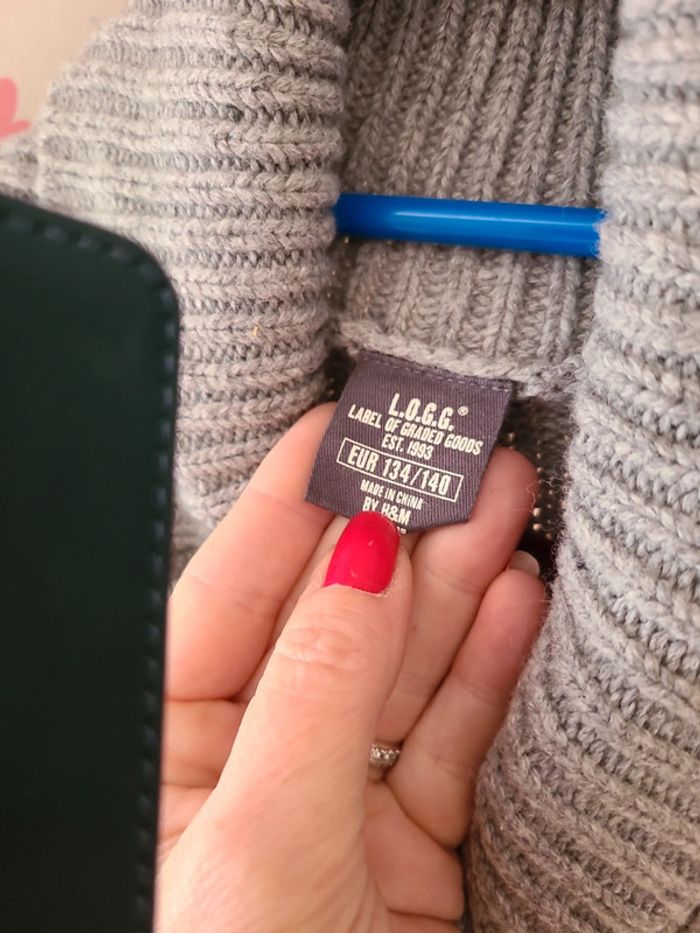 L.O.G.G.®
LABEL OF GRADED GOODS
EST. 1993
EUR 134/140
MADE IN CHINA
BY H&M